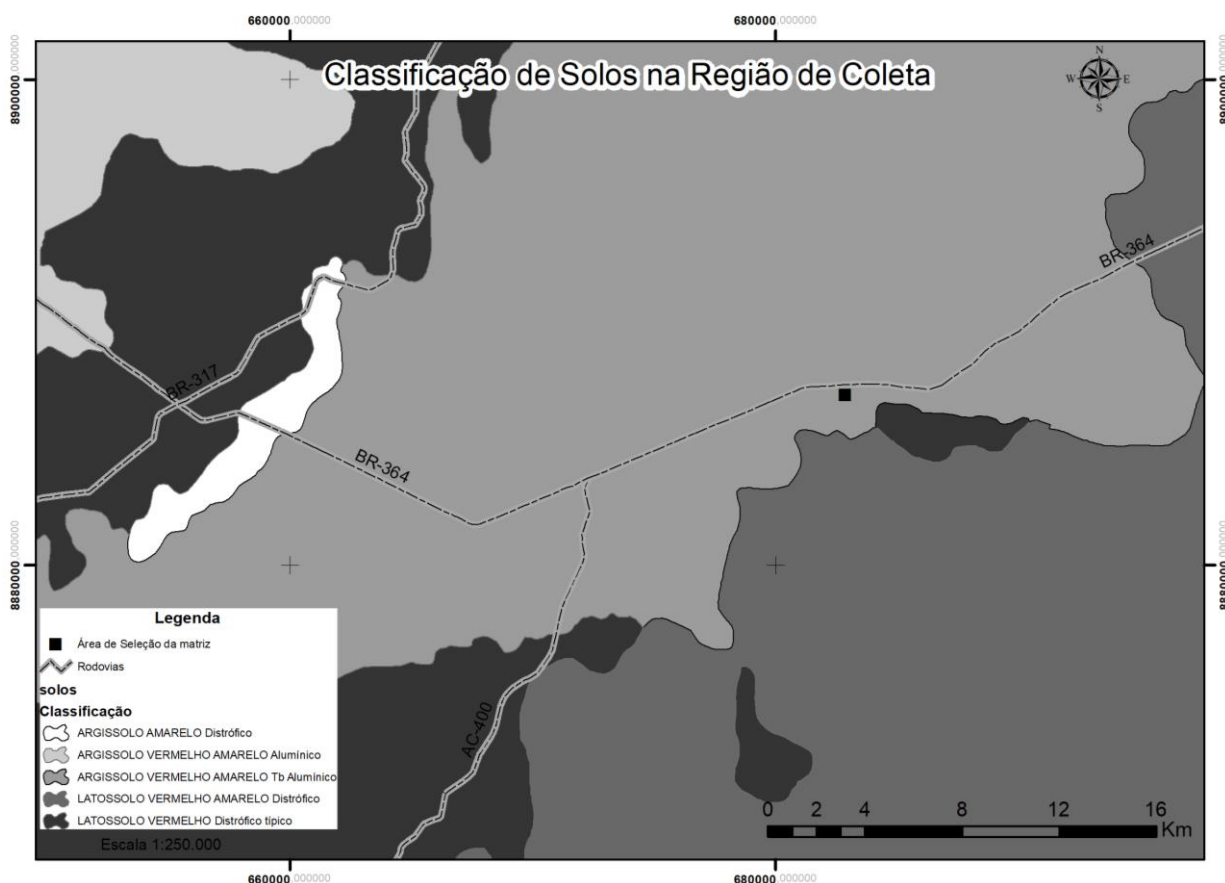 660000.000000
680000.000000
Classificação de Solos na Região de Coleta
N
W E
S
8900000.000000
8900000.000000
BR-364
BR-317
BR-364
8880000.000000
8880000.000000
AC-400
Legenda
Área de Seleção da matriz
Rodovias
solos
Classificação
ARGISSOLO AMARELO Distrófico
ARGISSOLO VERMELHO AMARELO Alumínico
ARGISSOLO VERMELHO AMARELO Tb Alumínico
LATOSSOLO VERMELHO AMARELO Distrófico
LATOSSOLO VERMELHO Distrófico típico
Escala 1:250.000
0 2 4 8 12 16
Km
660000.000000
680000.000000